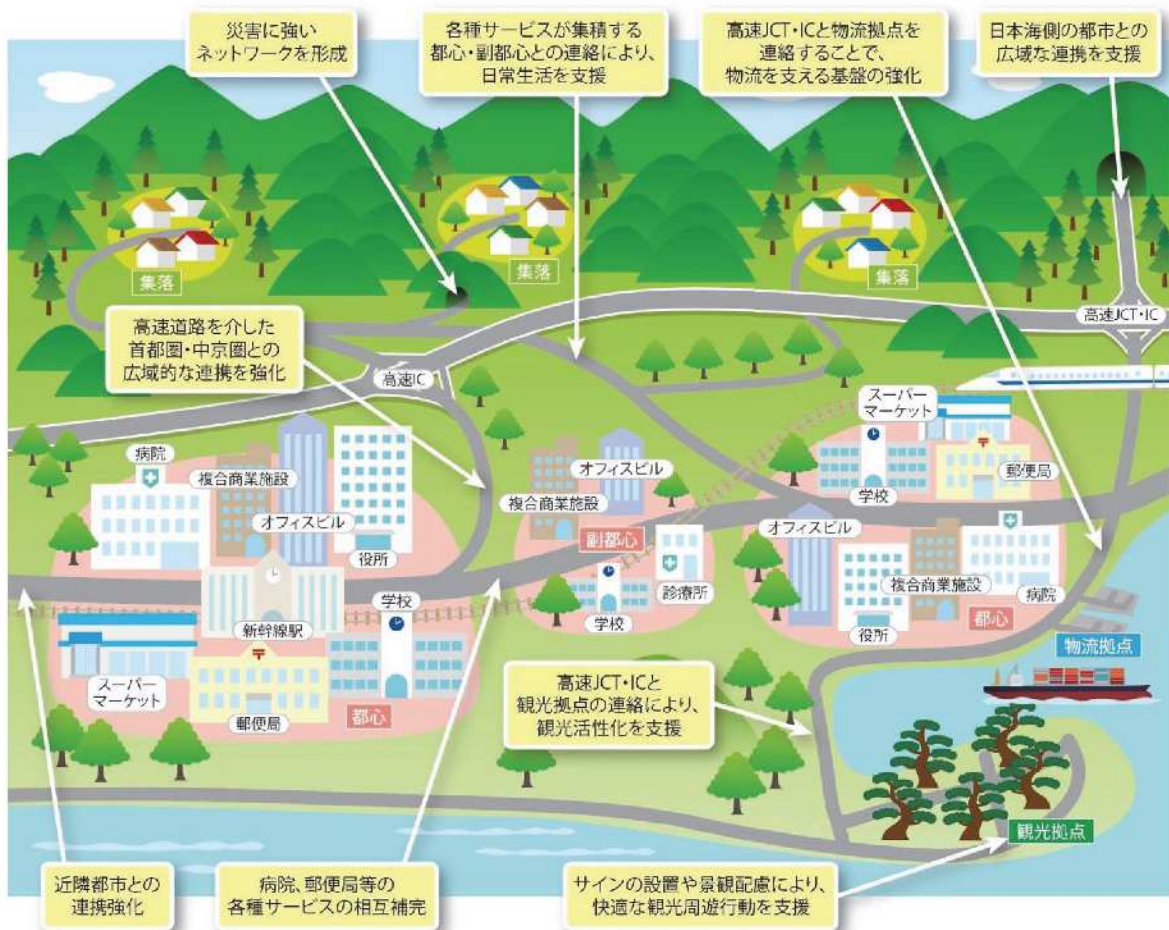 災害に強い
ネットワークを形成
各種サービスが集積する
都心・副都心との連絡により、
日常生活を支援
高速JCT・ICと物流拠点を
連絡することで、
物流を支える基盤の強化
日本海側の都市との
広域な連携を支援
集落
集落
集落
高速道路を介した
首都圏・中京圏との
広域的な連携を強化
高速IC
高速JCT・IC
病院
複合商業施設
オフィスビル
役所
新幹線駅
学校
スーパー
マーケット
郵便局
都心
複合商業施設
オフィスビル
副都心
学校
診療所
スーパー
マーケット
学校
郵便局
オフィスビル
役所
複合商業施設
病院
都心
物流拠点
高速JCT・ICと
観光拠点の連絡により、
観光活性化を支援
観光拠点
近隣都市との
連携強化
病院、郵便局等の
各種サービスの相互補完
サインの設置や景観配慮により、
快適な観光周遊行動を支援